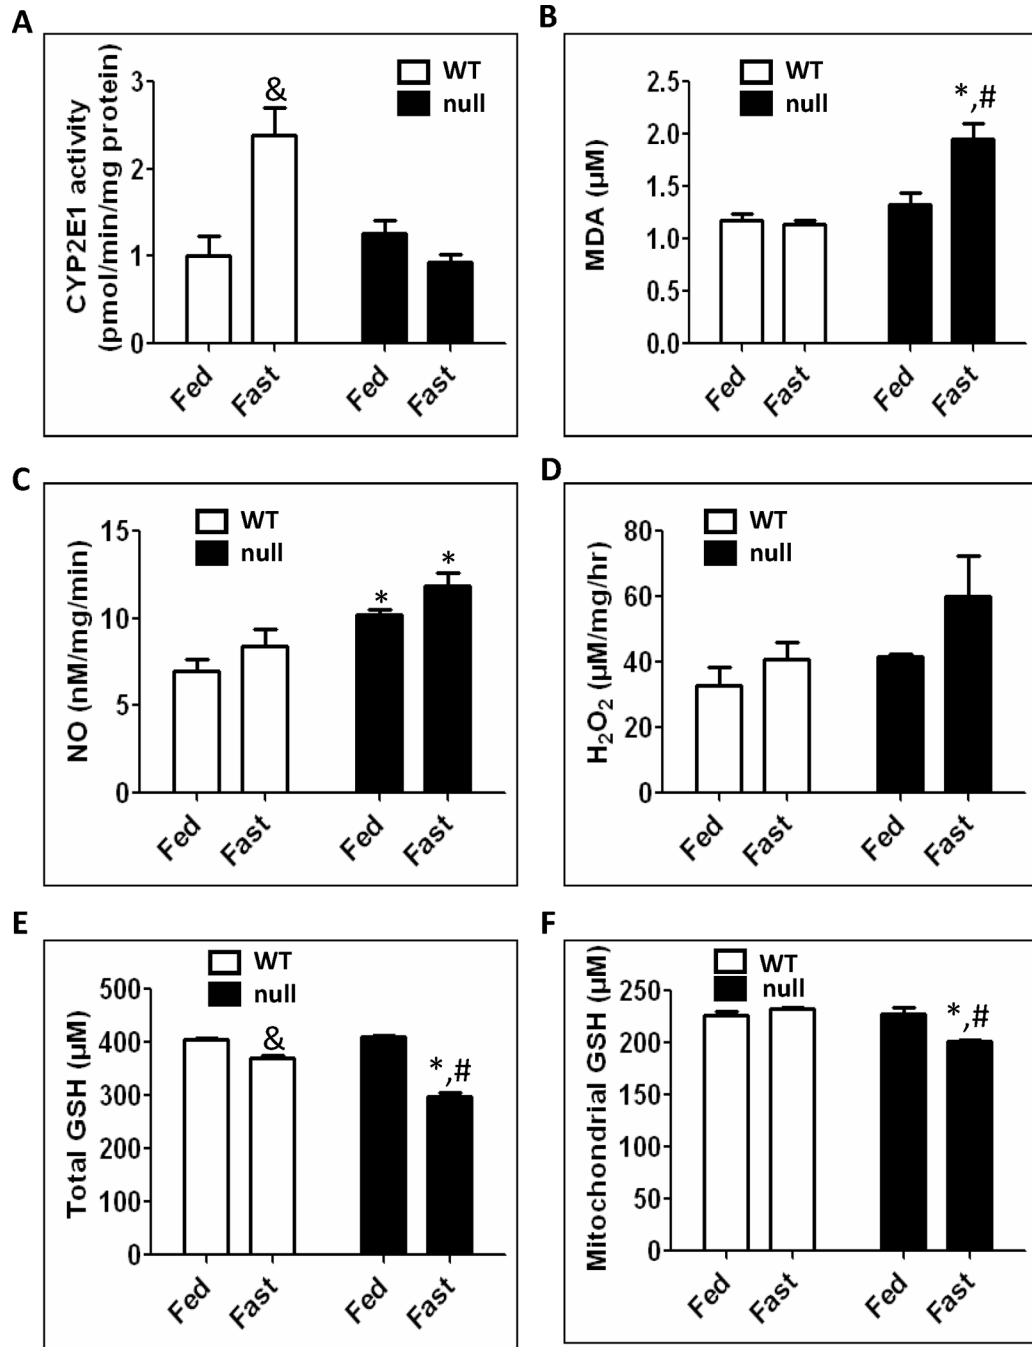 A
CYP2E1 activity
(pmol/min/mg protein)
3
2
1
0
&
WT
null
Fed
Fast
Fed
Fast
B
MDA (µM)
2.5
2.0
1.5
1.0
0.5
0.0
WT
null
*,#
Fed
Fast
Fed
Fast
C
NO (nM/mg/min)
15
10
5
0
WT
null
*
*
Fed
Fast
Fed
Fast
D
H₂O₂ (µM/mg/hr)
80
60
40
20
0
WT
null
Fed
Fast
Fed
Fast
E
Total GSH (µM)
500
400
300
200
100
0
WT
null
&
*,#
Fed
Fast
Fed
Fast
F
Mitochondrial GSH (µM)
250
200
150
100
50
0
WT
null
*,#
Fed
Fast
Fed
Fast